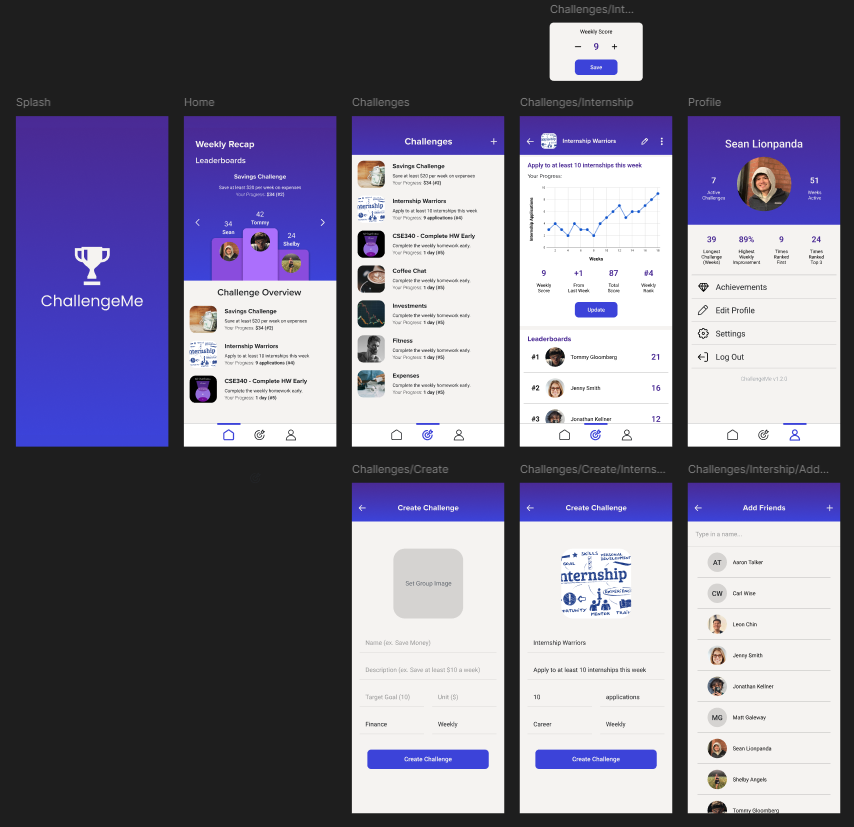 Challenges/Int...
Weekly Score
− 9 +
Save
Splash
ChallengeMe
Home
Weekly Recap
Leaderboards
Savings Challenge
Save at least $20 per week on expenses
Your Progress: $34 (#2)
42
Tommy
34
Sean
24
Shelby
Challenge Overview
Savings Challenge
Save at least $20 per week on expenses
Your Progress: $34 (#2)
Internship Warriors
Apply to at least 10 internships this week
Your Progress: 9 applications (#4)
CSE340 - Complete HW Early
Complete the weekly homework early.
Your Progress: 1 day (#5)
Challenges
Challenges +
Savings Challenge
Save at least $20 per week on expenses
Your Progress: $34 (#2)
Internship Warriors
Apply to at least 10 internships this week
Your Progress: 9 applications (#4)
CSE340 - Complete HW Early
Complete the weekly homework early.
Your Progress: 1 day (#5)
Coffee Chat
Complete the weekly homework early.
Your Progress: 1 day (#5)
Investments
Complete the weekly homework early.
Your Progress: 1 day (#5)
Fitness
Complete the weekly homework early.
Your Progress: 1 day (#5)
Expenses
Complete the weekly homework early.
Your Progress: 1 day (#5)
Challenges/Internship
Internship Warriors
Apply to at least 10 internships this week
Your Progress:
Internship Applications
Weeks
9 +1 87 #4
Weekly Score
From Last Week
Total Score
Weekly Rank
Update
Leaderboards
#1 Tommy Gloomberg 21
#2 Jenny Smith 16
#3 Jonathan Kellner 12
Profile
Sean Lionpanda
7
Active
Challenges
51
Weeks
Active
39
Longest
Challenge
(Weeks)
89%
Highest
Weekly
Improvement
9
Times
Ranked
First
24
Times
Ranked
Top 3
Achievements
Edit Profile
Settings
Log Out
ChallengeMe v1.2.0
Challenges/Create
Create Challenge
Set Group Image
Name (ex. Save Money)
Description (ex. Save at least $10 a week)
Target Goal (10) Unit ($)
Finance Weekly
Create Challenge
Challenges/Create/Interns...
Create Challenge
GOAL
SKILLS
PERSONAL
DEVELOPMENT
nternship
EXPERIENCE
MENTOR
Internship Warriors
Apply to at least 10 internships this week
10 applications
Career Weekly
Create Challenge
Challenges/Intership/Add...
Add Friends +
Type in a name...
AT Aaron Talker
CW Carl Wise
Leon Chin
Jenny Smith
Jonathan Kellner
MG Matt Galeway
Sean Lionpanda
Shelby Angels
Tommy Gloomberg